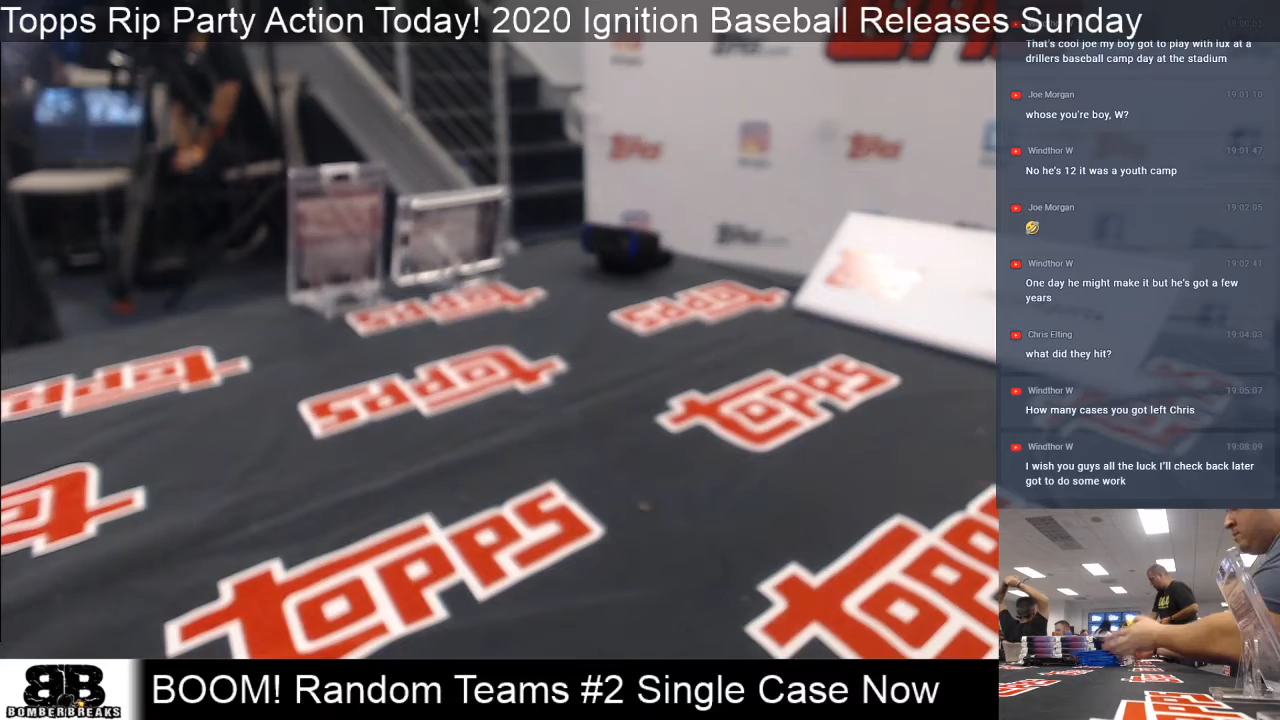 Topps Rip Party Action Today! 2020 Ignition Baseball Releases Sunday
That's cool joe my boy got to play with lux at a
drillers baseball camp day at the stadium
Joe Morgan 19:01:10
whose you're boy, W?
Windthor W 19:01:47
No he's 12 it was a youth camp
Joe Morgan 19:02:05
Windthor W 19:02:41
One day he might make it but he's got a few
years
Chris Elting 19:04:03
what did they hit?
Windthor W 19:05:07
How many cases you got left Chris
Windthor W 19:08:09
I wish you guys all the luck I'll check back later
got to do some work
Topps
Topps
Topps
topps
topps
topps
topps
topps
topps
topps
BB
BOMBERBREAKS
BOOM! Random Teams #2 Single Case Now